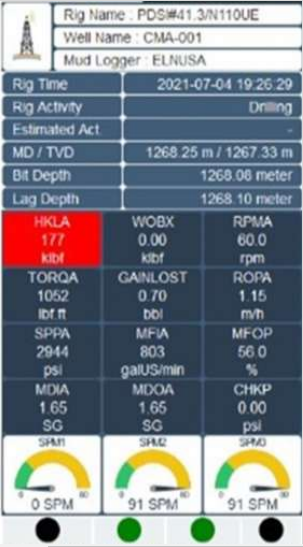 Rig Name : PDSI#41.3/N110UE
Well Name : CMA-001
Mud Logger : ELNUSA
Rig Time 2021-07-04 19:26:29
Rig Activity Drilling
Estimated Act. -
MD / TVD 1268.25 m / 1267.33 m
Bit Depth 1268.08 meter
Lag Depth 1268.10 meter
HKLA WOBX RPMA
177 0.00 60.0
klbf klbf rpm
TORQA GAINLOST ROPA
1052 0.70 1.15
lbf.ft bbl m/h
SPPA MFIA MFOP
2944 803 56.0
psi galUS/min %
MDIA MDOA CHKP
1.65 1.65 0.00
SG SG psi
SPM1 SPM2 SPM3
0 80 0 80 0 80
0 SPM 91 SPM 91 SPM